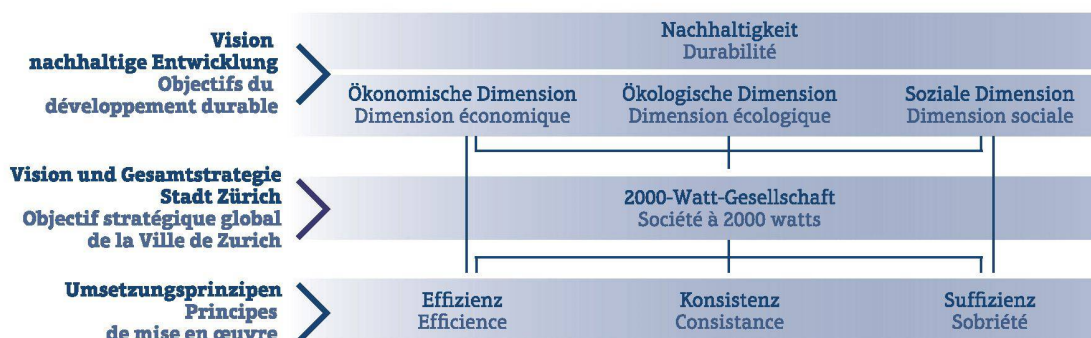 Vision
nachhaltige Entwicklung
Objectifs du
développement durable
Nachhaltigkeit
Durabilité
Ökonomische Dimension
Dimension économique
Ökologische Dimension
Dimension écologique
Soziale Dimension
Dimension sociale
Vision und Gesamtstrategie
Stadt Zürich
Objectif stratégique global
de la Ville de Zurich
2000-Watt-Gesellschaft
Société à 2000 watts
Umsetzungsprinzipen
Principes
de mise en œuvre
Effizienz
Efficience
Konsistenz
Consistance
Suffizienz
Sobriété